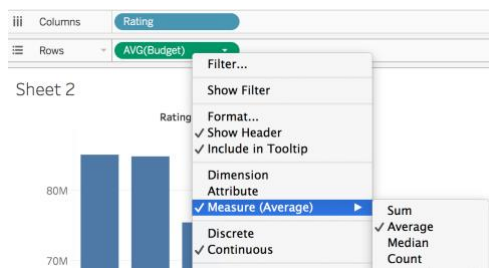 Columns Rating
Rows AVG(Budget)
Sheet 2
Rating
80M
70M
Filter...
Show Filter
Format...
✓ Show Header
✓ Include in Tooltip
Dimension
Attribute
✓ Measure (Average)
Discrete
✓ Continuous
Sum
✓ Average
Median
Count